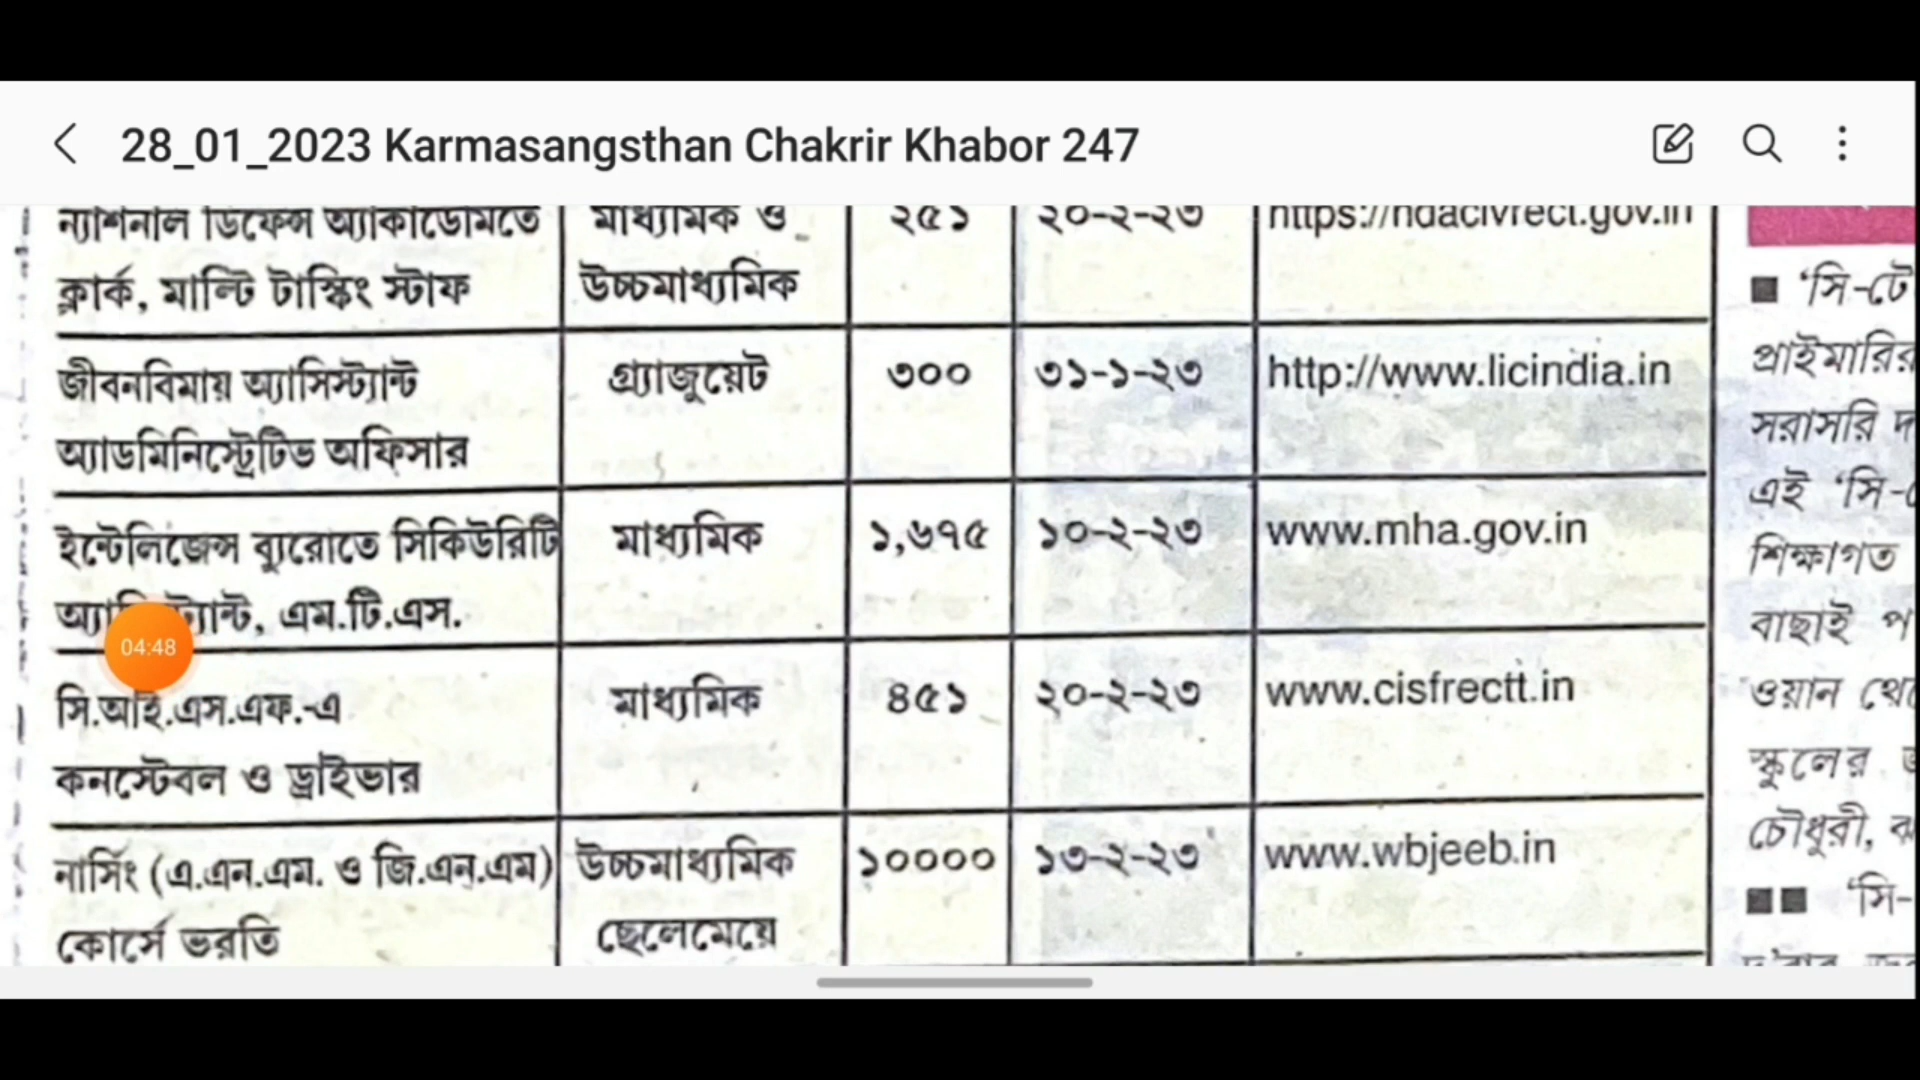 28_01_2023 Karmasangsthan Chakrir Khabor 247
ন্যাশনাল ডিফেন্স অ্যাকাডেমিতে মাধ্যমিক ও ২৫১ ২০-২-২৩ https://ndacivrect.gov.in
ক্লার্ক, মাল্টি টাস্কিং স্টাফ উচ্চমাধ্যমিক
জীবনবিমায় অ্যাসিস্ট্যান্ট গ্র্যাজুয়েট ৩০০ ৩১-১-২৩ http://www.licindia.in
অ্যাডমিনিস্ট্রেটিভ অফিসার
ইন্টেলিজেন্স ব্যুরোতে সিকিউরিটি মাধ্যমিক ১,৬৭৫ ১০-২-২৩ www.mha.gov.in
এম.টি.এস.
04:48
সি.আই.এস.এফ.-এ মাধ্যমিক ৪৫১ ২০-২-২৩ www.cisfrectt.in
কনস্টেবল ও ড্রাইভার
নার্সিং (এ.এন.এম. ও জি.এন.এম) উচ্চমাধ্যমিক ১০০০০ ১৩-২-২৩ www.wbjeeb.in
কোর্সে ভরতি ছেলেমেয়ে
■ ‘সি-টে
প্রাইমারির
সরাসরি
এই ‘সি-
শিক্ষাগত
বাছাই প
ওয়ান থে
স্কুলের
চৌধুরী,
■■ ‘সি-